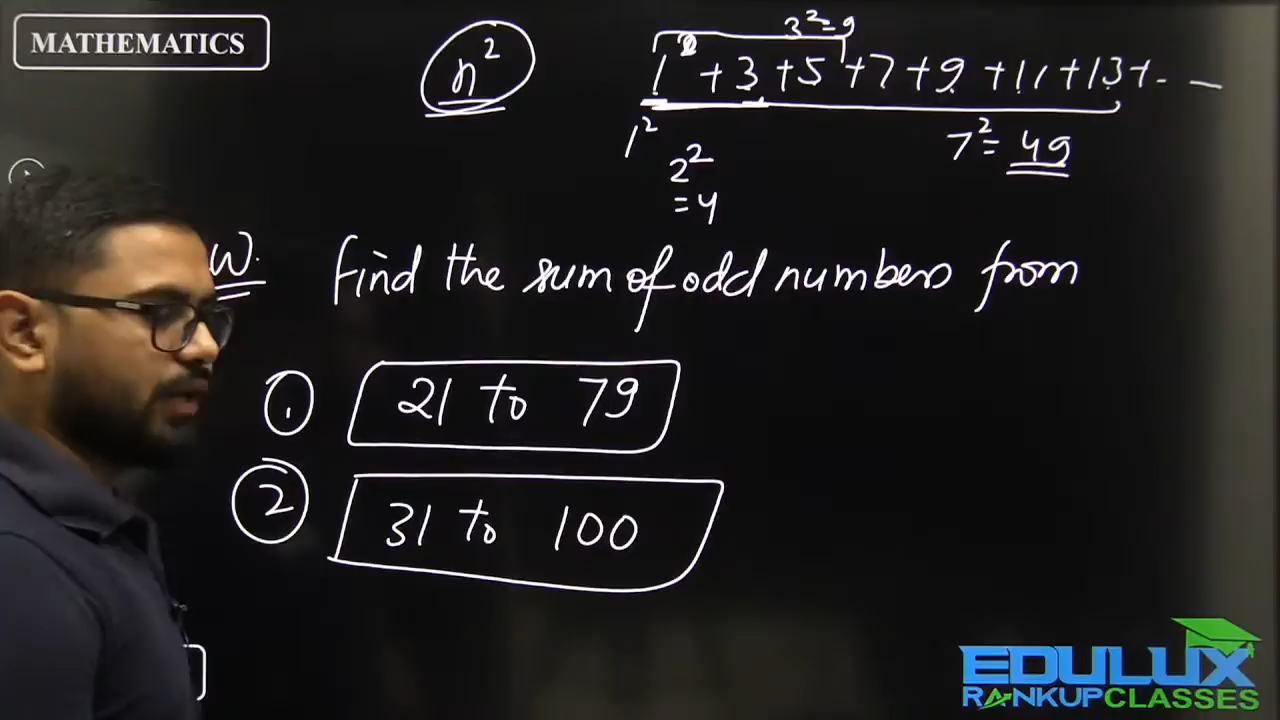 MATHEMATICS
n²
3²=9
1² + 3 + 5 + 7 + 9 + 11 + 13 + - -
1²
2²
= 4
7² = 49
W. Find the sum of odd numbers from
① 21 to 79
② 31 to 100
EDULUX
RANKUPCLASSES